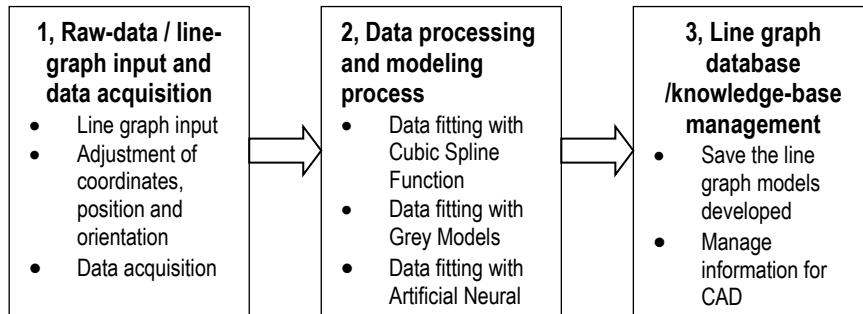 1, Raw-data / line-
graph input and
data acquisition
• Line graph input
• Adjustment of
coordinates,
position and
orientation
• Data acquisition
2, Data processing
and modeling
process
• Data fitting with
Cubic Spline
Function
• Data fitting with
Grey Models
• Data fitting with
Artificial Neural
3, Line graph
database
/knowledge-base
management
• Save the line
graph models
developed
• Manage
information for
CAD